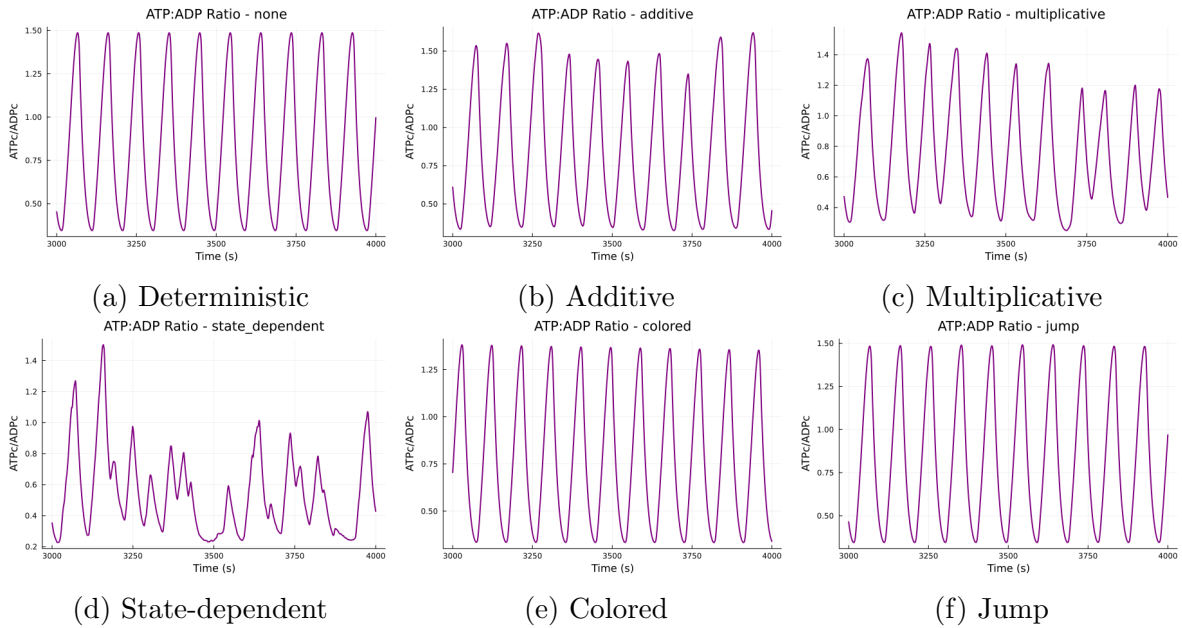 ATP:ADP Ratio - none
ATPc/ADPc
1.50
1.25
1.00
0.75
0.50
3000
3250
3500
3750
4000
Time (s)
(a) Deterministic
ATP:ADP Ratio - additive
ATPc/ADPc
1.50
1.25
1.00
0.75
0.50
3000
3250
3500
3750
4000
Time (s)
(b) Additive
ATP:ADP Ratio - multiplicative
ATPc/ADPc
1.4
1.2
1.0
0.8
0.6
0.4
3000
3250
3500
3750
4000
Time (s)
(c) Multiplicative
ATP:ADP Ratio - state_dependent
ATPc/ADPc
1.4
1.2
1.0
0.8
0.6
0.4
0.2
3000
3250
3500
3750
4000
Time (s)
(d) State-dependent
ATP:ADP Ratio - colored
ATPc/ADPc
1.25
1.00
0.75
0.50
3000
3250
3500
3750
4000
Time (s)
(e) Colored
ATP:ADP Ratio - jump
ATPc/ADPc
1.50
1.25
1.00
0.75
0.50
3000
3250
3500
3750
4000
Time (s)
(f) Jump